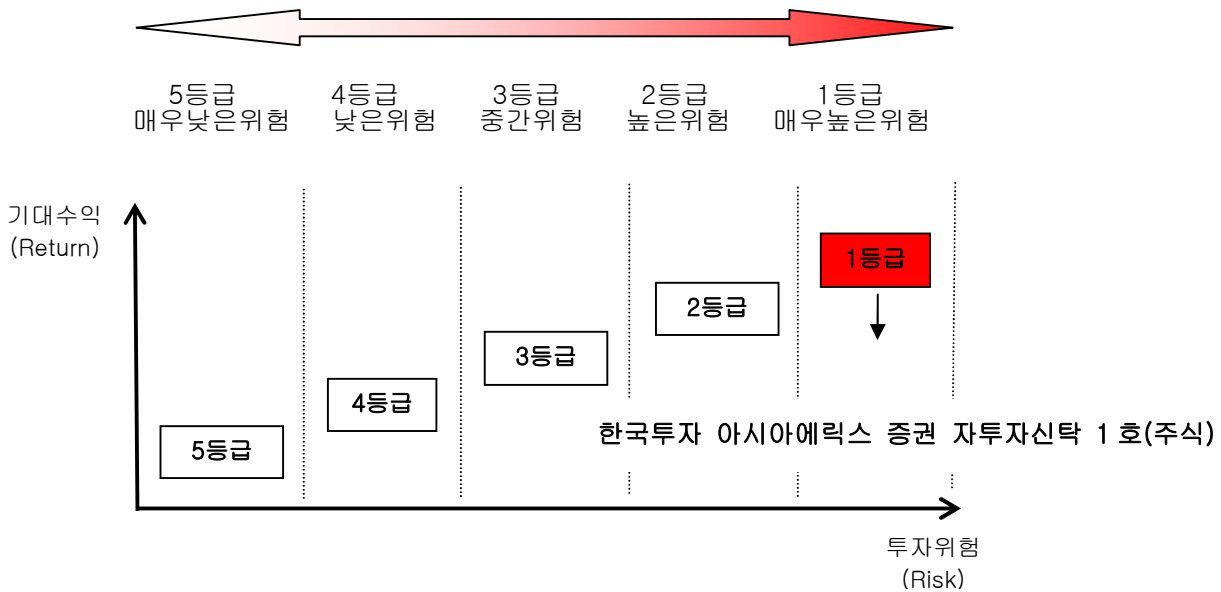 5등급
매우낮은위험
4등급
낮은위험
3등급
중간위험
2등급
높은위험
1등급
매우높은위험
기대수익
(Return)
1등급
2등급
3등급
4등급
5등급
한국투자 아시아에릭스 증권 자투자신탁 1 호(주식)
투자위험
(Risk)